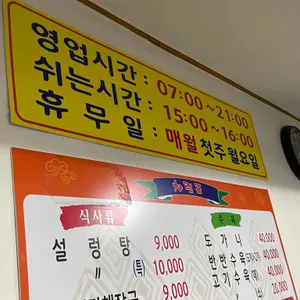 영업시간 : 07:00~21:00
쉬는시간 : 15:00~16:00
휴무일 : 매월 첫주 월요일
식사류
수육
설렁탕 9,000
〃 (특) 10,000
9,000
도가니 40,000
반반수육 40,000
고기수육 40,000